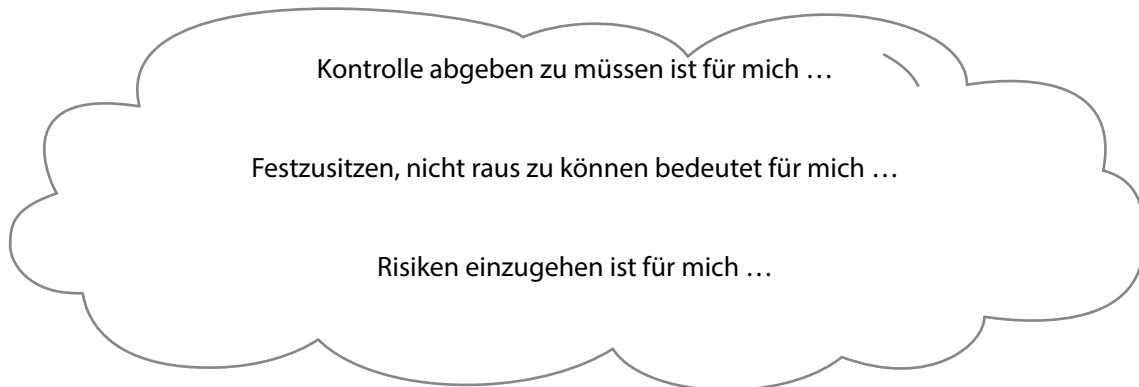 Kontrolle abgeben zu müssen ist für mich …
Festzusitzen, nicht raus zu können bedeutet für mich …
Risiken einzugehen ist für mich …